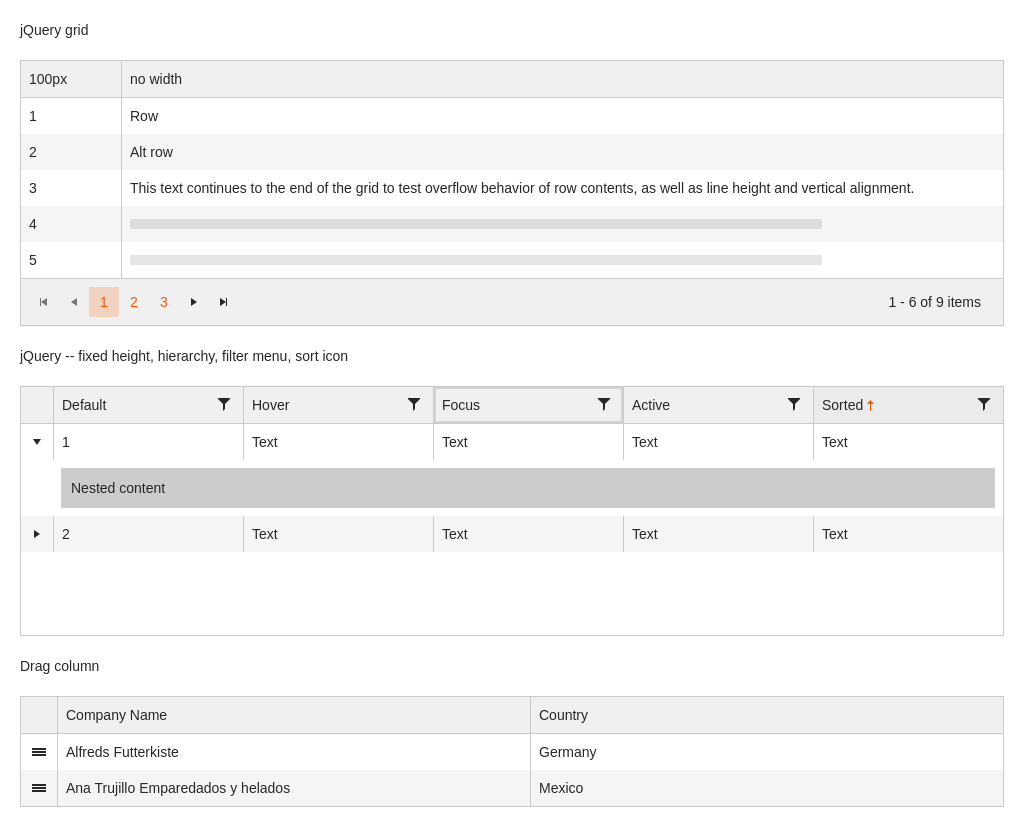 jQuery grid
100px no width
1 Row
2 Alt row
3 This text continues to the end of the grid to test overflow behavior of row contents, as well as line height and vertical alignment.
4
5
1 2 3 1 - 6 of 9 items
jQuery -- fixed height, hierarchy, filter menu, sort icon
Default Hover Focus Active Sorted
1 Text Text Text Text
Nested content
2 Text Text Text Text
Drag column
Company Name Country
Alfreds Futterkiste Germany
Ana Trujillo Emparedados y helados Mexico